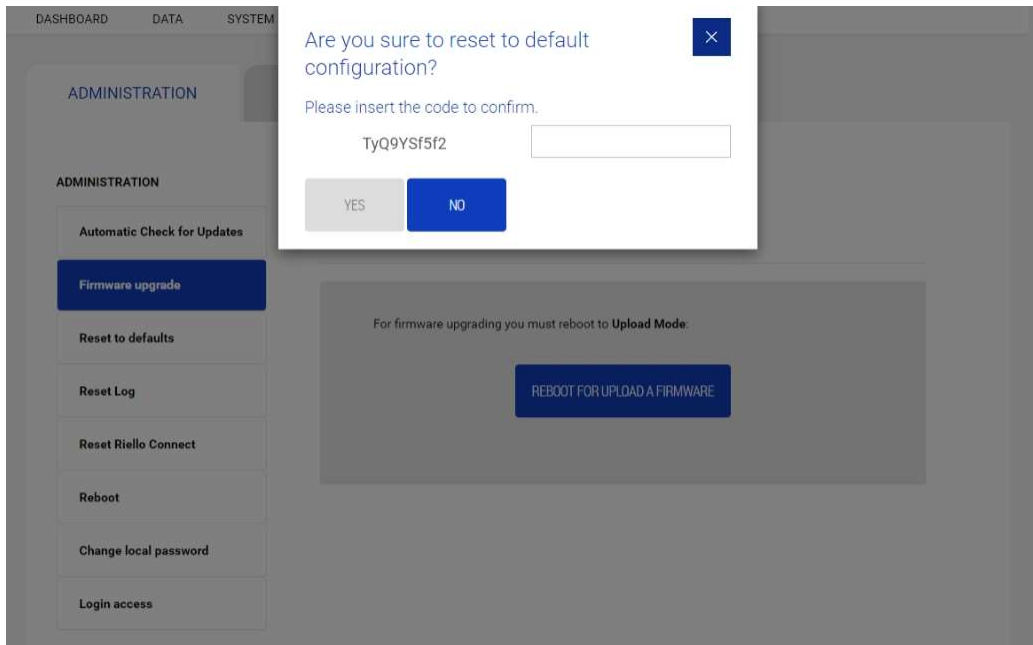 DASHBOARD DATA SYSTEM
Are you sure to reset to default
configuration?
Please insert the code to confirm.
TyQ9YSf5f2
YES NO
ADMINISTRATION
ADMINISTRATION
Automatic Check for Updates
Firmware upgrade
Reset to defaults
Reset Log
Reset Riello Connect
Reboot
Change local password
Login access
For firmware upgrading you must reboot to Upload Mode:
REBOOT FOR UPLOAD A FIRMWARE